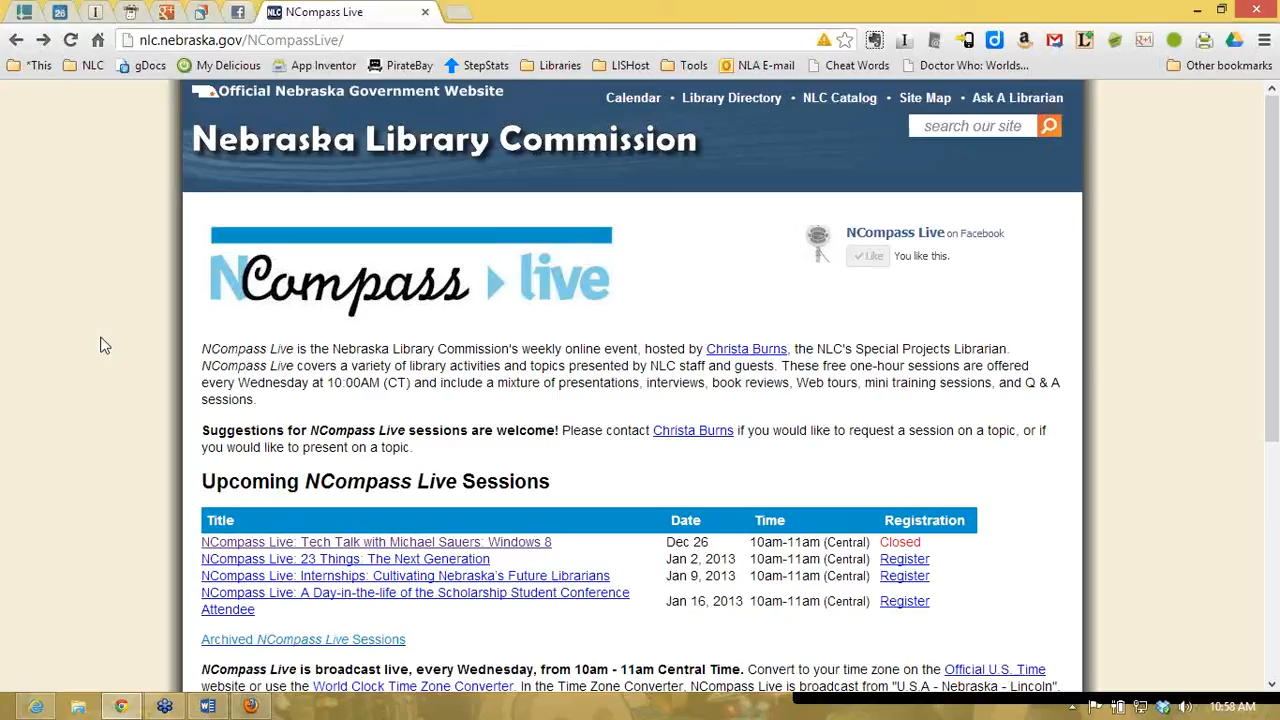 26
NCompass Live
nlc.nebraska.gov/NCompassLive/
*This NLC gDocs My Delicious App Inventor PirateBay StepStats Libraries LISHost Tools NLA E-mail Cheat Words Doctor Who: Worlds... Other bookmarks
Official Nebraska Government Website
Calendar • Library Directory • NLC Catalog • Site Map • Ask A Librarian
search our site
Nebraska Library Commission
NCompass live
NCompass Live on Facebook
Like You like this.
NCompass Live is the Nebraska Library Commission's weekly online event, hosted by Christa Burns, the NLC's Special Projects Librarian.
NCompass Live covers a variety of library activities and topics presented by NLC staff and guests. These free one-hour sessions are offered
every Wednesday at 10:00AM (CT) and include a mixture of presentations, interviews, book reviews, Web tours, mini training sessions, and Q & A
sessions.
Suggestions for NCompass Live sessions are welcome! Please contact Christa Burns if you would like to request a session on a topic, or if
you would like to present on a topic.
Upcoming NCompass Live Sessions
Title Date Time Registration
NCompass Live: Tech Talk with Michael Sauers: Windows 8 Dec 26 10am-11am (Central) Closed
NCompass Live: 23 Things: The Next Generation Jan 2, 2013 10am-11am (Central) Register
NCompass Live: Internships: Cultivating Nebraska's Future Librarians Jan 9, 2013 10am-11am (Central) Register
NCompass Live: A Day-in-the-life of the Scholarship Student Conference
Attendee Jan 16, 2013 10am-11am (Central) Register
Archived NCompass Live Sessions
NCompass Live is broadcast live, every Wednesday, from 10am - 11am Central Time. Convert to your time zone on the Official U.S. Time
website or use the World Clock Time Zone Converter. In the Time Zone Converter, NCompass Live is broadcast from "U.S.A - Nebraska - Lincoln".
10:58 AM